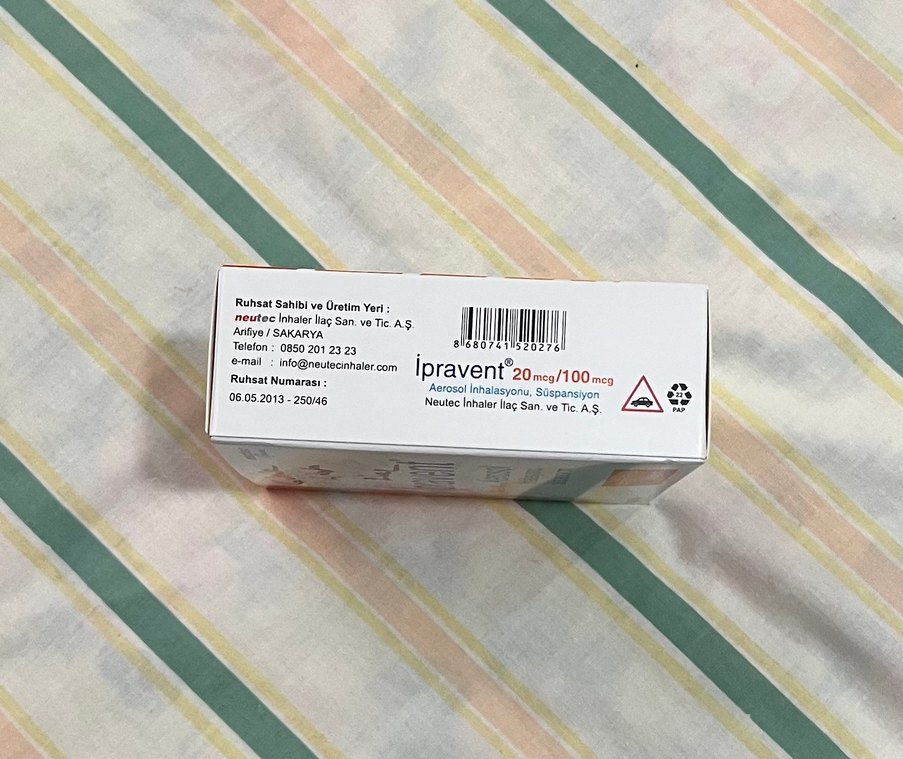 Ruhsat Sahibi ve Üretim Yeri :
neutec İnhaler İlaç San. ve Tic. A.Ş.
Arifiye / SAKARYA
Telefon : 0850 201 23 23
e-mail : info@neutecinhaler.com
Ruhsat Numarası :
06.05.2013 - 250/46
8 680741 520276
İpravent® 20 mcg/100 mcg
Aerosol İnhalasyonu, Süspansiyon
Neutec İnhaler İlaç San. ve Tic. A.Ş.
22
PAP